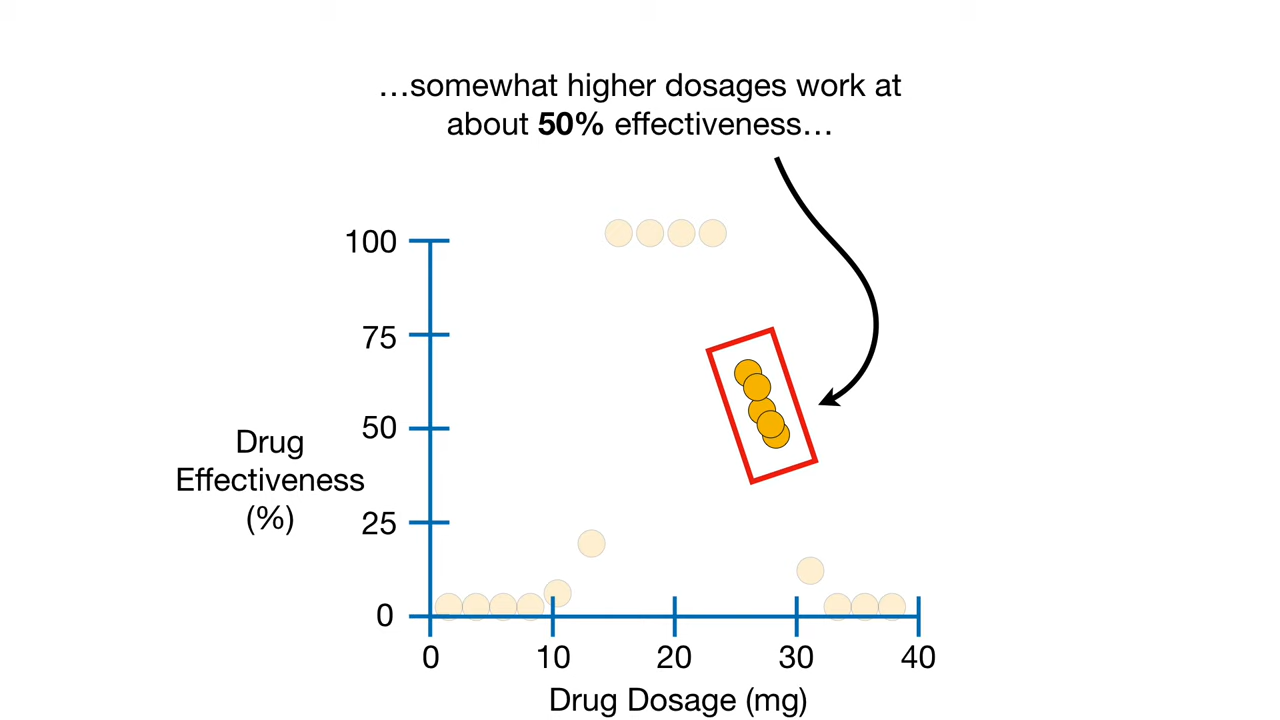 …somewhat higher dosages work at
about 50% effectiveness…
100
75
50
25
0
Drug
Effectiveness
(%)
0 10 20 30 40
Drug Dosage (mg)